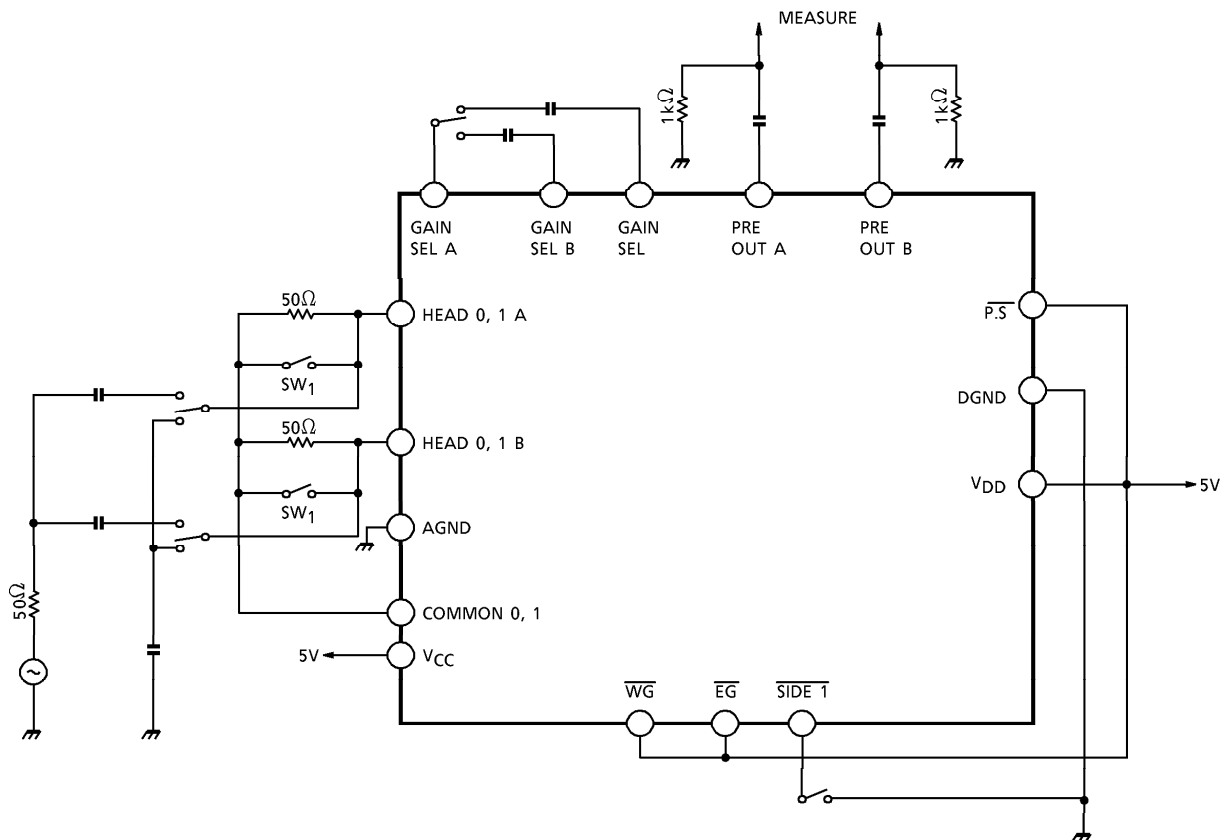 MEASURE
1kΩ
1kΩ
GAIN
SEL A
GAIN
SEL B
GAIN
SEL
PRE
OUT A
PRE
OUT B
50Ω
HEAD 0, 1 A
P.S
SW1
DGND
50Ω
HEAD 0, 1 B
VDD
5V
SW1
AGND
50Ω
COMMON 0, 1
5V
VCC
~
WG
EG
SIDE 1